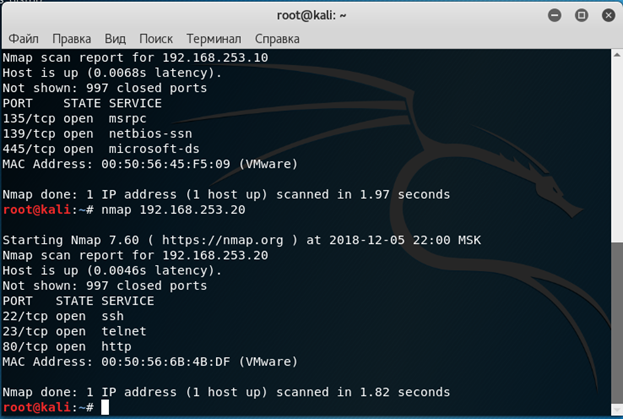 root@kali: ~
Файл Правка Вид Поиск Терминал Справка
Nmap scan report for 192.168.253.10
Host is up (0.0068s latency).
Not shown: 997 closed ports
PORT    STATE SERVICE
135/tcp open  msrpc
139/tcp open  netbios-ssn
445/tcp open  microsoft-ds
MAC Address: 00:50:56:45:F5:09 (VMware)
Nmap done: 1 IP address (1 host up) scanned in 1.97 seconds
root@kali:~# nmap 192.168.253.20
Starting Nmap 7.60 ( https://nmap.org ) at 2018-12-05 22:00 MSK
Nmap scan report for 192.168.253.20
Host is up (0.0046s latency).
Not shown: 997 closed ports
PORT   STATE SERVICE
22/tcp open  ssh
23/tcp open  telnet
80/tcp open  http
MAC Address: 00:50:56:6B:4B:DF (VMware)
Nmap done: 1 IP address (1 host up) scanned in 1.82 seconds
root@kali:~#